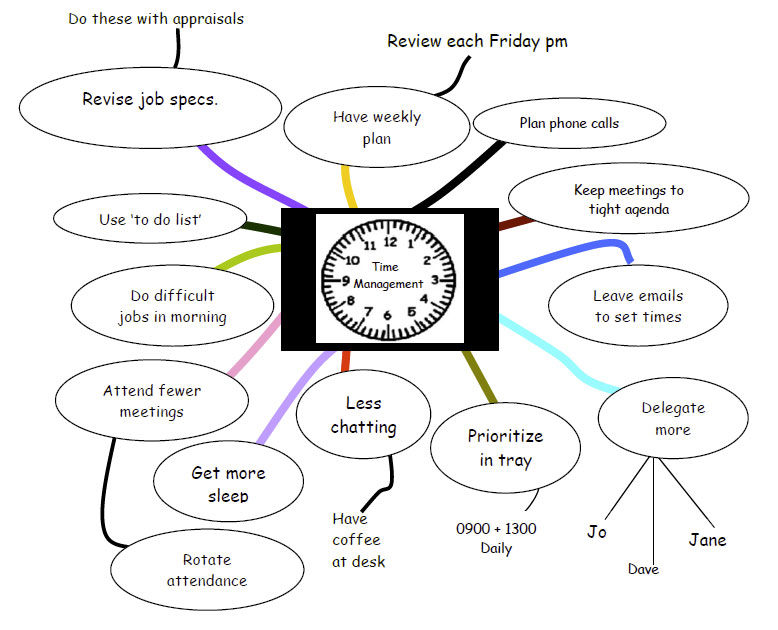 Do these with appraisals
Review each Friday pm
Revise job specs.
Have weekly
plan
Plan phone calls
Keep meetings to
tight agenda
Use 'to do list'
12
1
2
3
4
5
6
7
8
9
10
11
Time
Management
Do difficult
jobs in morning
Leave emails
to set times
Attend fewer
meetings
Less
chatting
Prioritize
in tray
Delegate
more
Get more
sleep
Have
coffee
at desk
0900 + 1300
Daily
Jo
Dave
Jane
Rotate
attendance